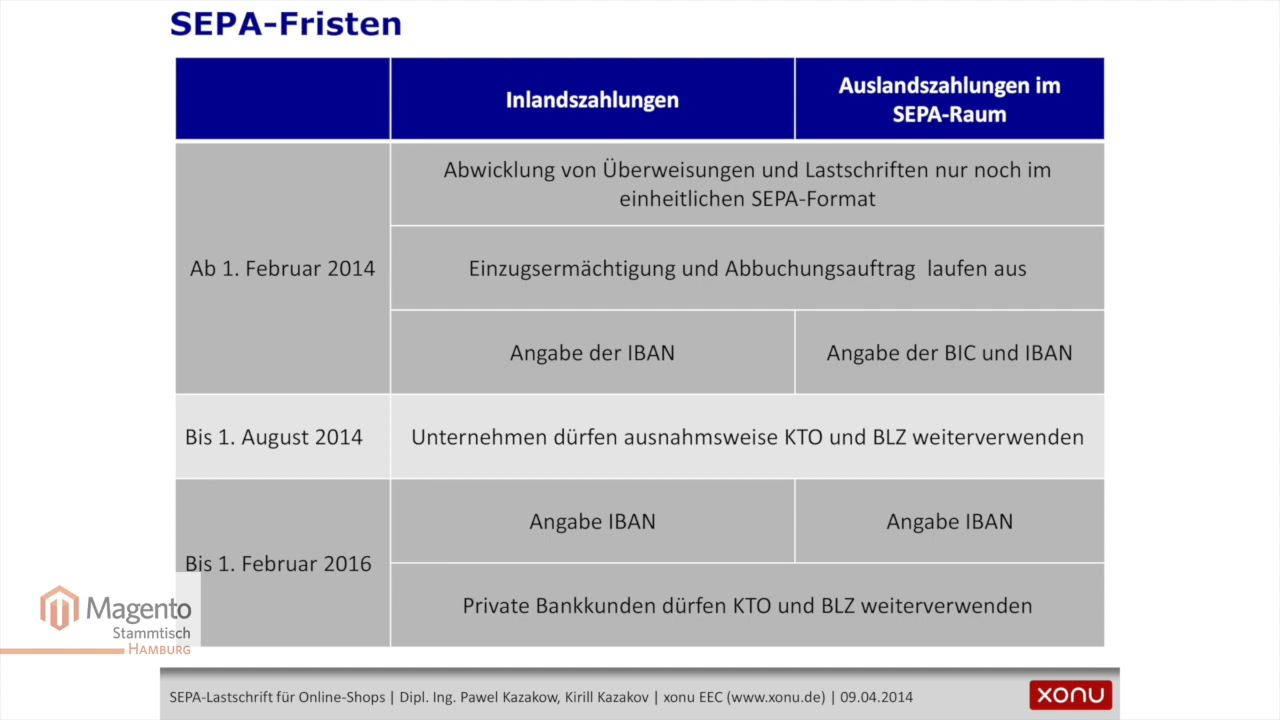 SEPA-Fristen
Inlandszahlungen
Auslandszahlungen im
SEPA-Raum
Ab 1. Februar 2014
Abwicklung von Überweisungen und Lastschriften nur noch im
einheitlichen SEPA-Format
Einzugsermächtigung und Abbuchungsauftrag laufen aus
Angabe der IBAN
Angabe der BIC und IBAN
Bis 1. August 2014
Unternehmen dürfen ausnahmsweise KTO und BLZ weiterverwenden
Bis 1. Februar 2016
Angabe IBAN
Angabe IBAN
Private Bankkunden dürfen KTO und BLZ weiterverwenden
Magento
Stammtisch
HAMBURG
SEPA-Lastschrift für Online-Shops | Dipl. Ing. Pawel Kazakow, Kirill Kazakov | xonu EEC (www.xonu.de) | 09.04.2014
xonu